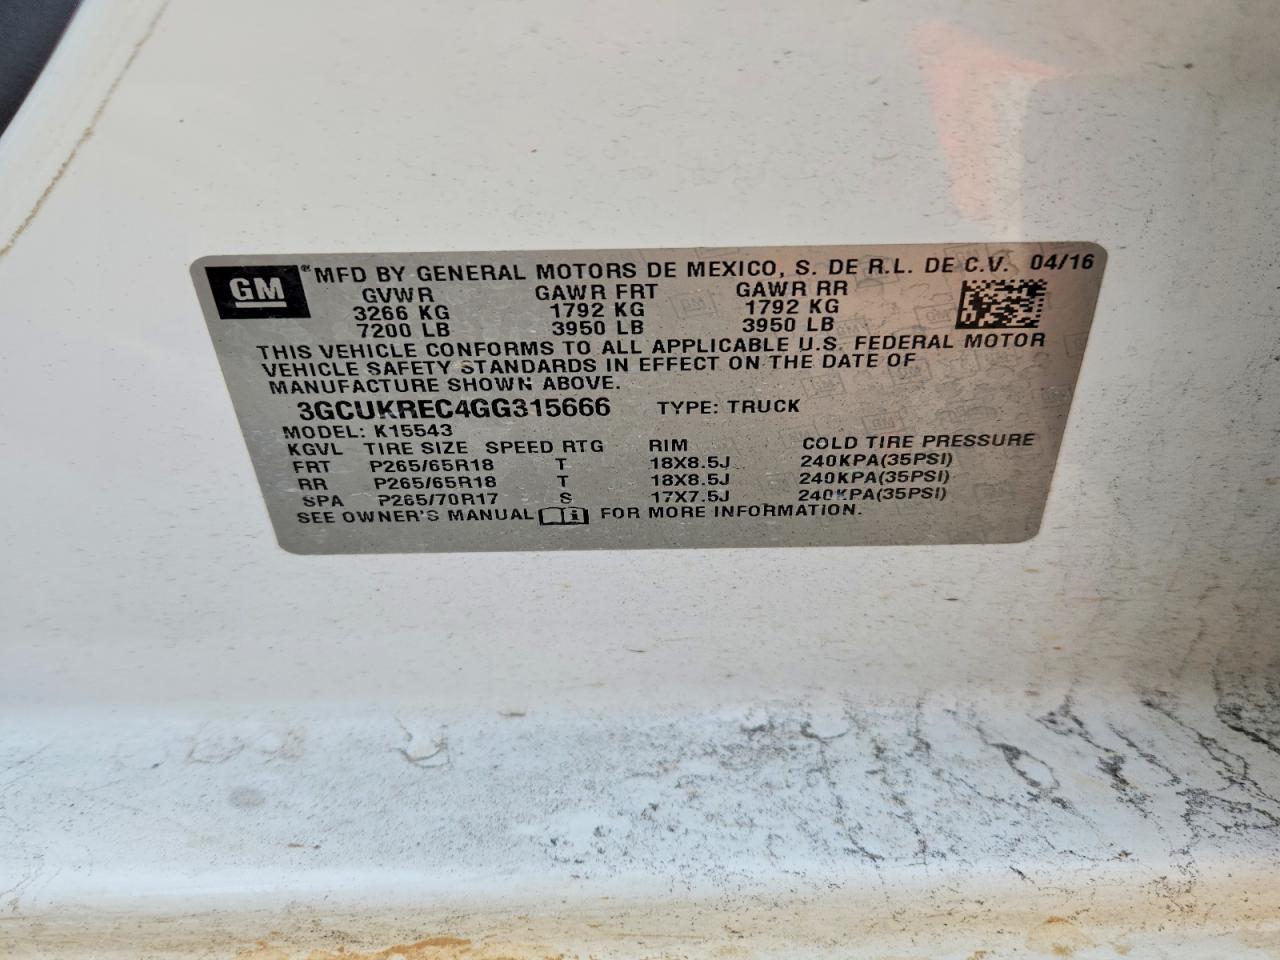 GM ® MFD BY GENERAL MOTORS DE MEXICO, S. DE R.L. DE C.V. 04/16
GVWR GAWR FRT GAWR RR
3266 KG 1792 KG 1792 KG
7200 LB 3950 LB 3950 LB
THIS VEHICLE CONFORMS TO ALL APPLICABLE U.S. FEDERAL MOTOR
VEHICLE SAFETY STANDARDS IN EFFECT ON THE DATE OF
MANUFACTURE SHOWN ABOVE.
3GCUKREC4GG315666 TYPE: TRUCK
MODEL: K15543
KGVL TIRE SIZE SPEED RTG RIM COLD TIRE PRESSURE
FRT P265/65R18 T 18X8.5J 240KPA(35PSI)
RR P265/65R18 T 18X8.5J 240KPA(35PSI)
SPA P265/70R17 S 17X7.5J 240KPA(35PSI)
SEE OWNER'S MANUAL i FOR MORE INFORMATION.